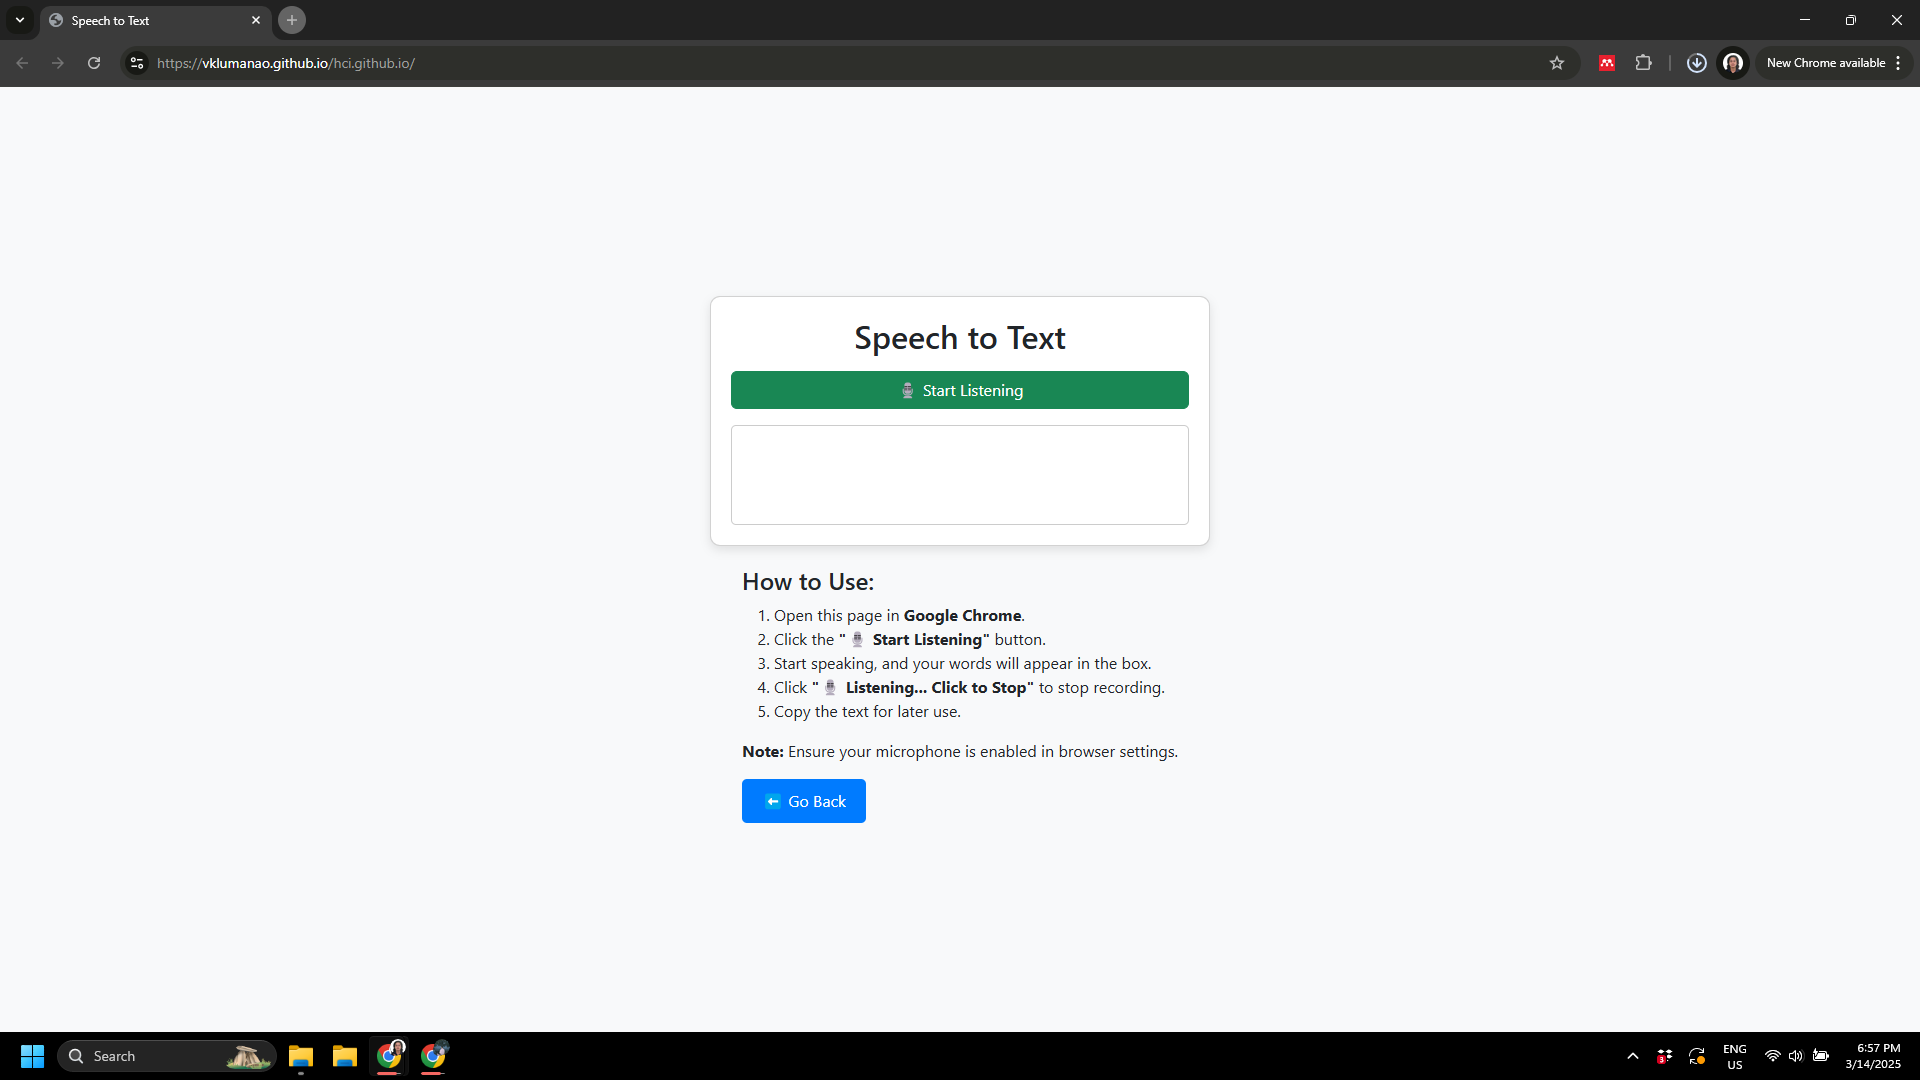 Speech to Text
https://vklumanao.github.io/hci.github.io/
New Chrome available
Speech to Text
Start Listening
How to Use:
1. Open this page in Google Chrome.
2. Click the " Start Listening" button.
3. Start speaking, and your words will appear in the box.
4. Click " Listening... Click to Stop" to stop recording.
5. Copy the text for later use.
Note: Ensure your microphone is enabled in browser settings.
Go Back
Search
3
ENG
US
6:57 PM
3/14/2025